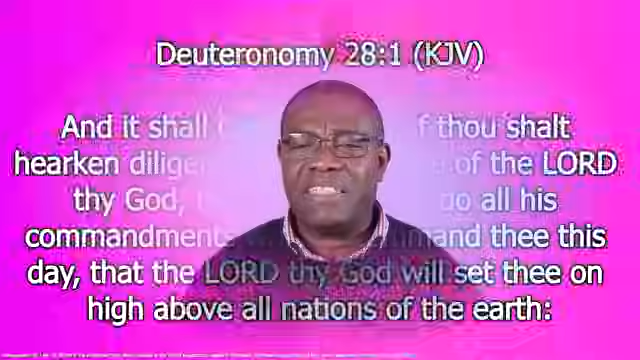 Deuteronomy 28:1 (KJV)
And it shall f thou shalt
hearken dilige of the LORD
thy God, do all his
commandments mmand thee this
day, that the LORD thy God will set thee on
high above all nations of the earth: